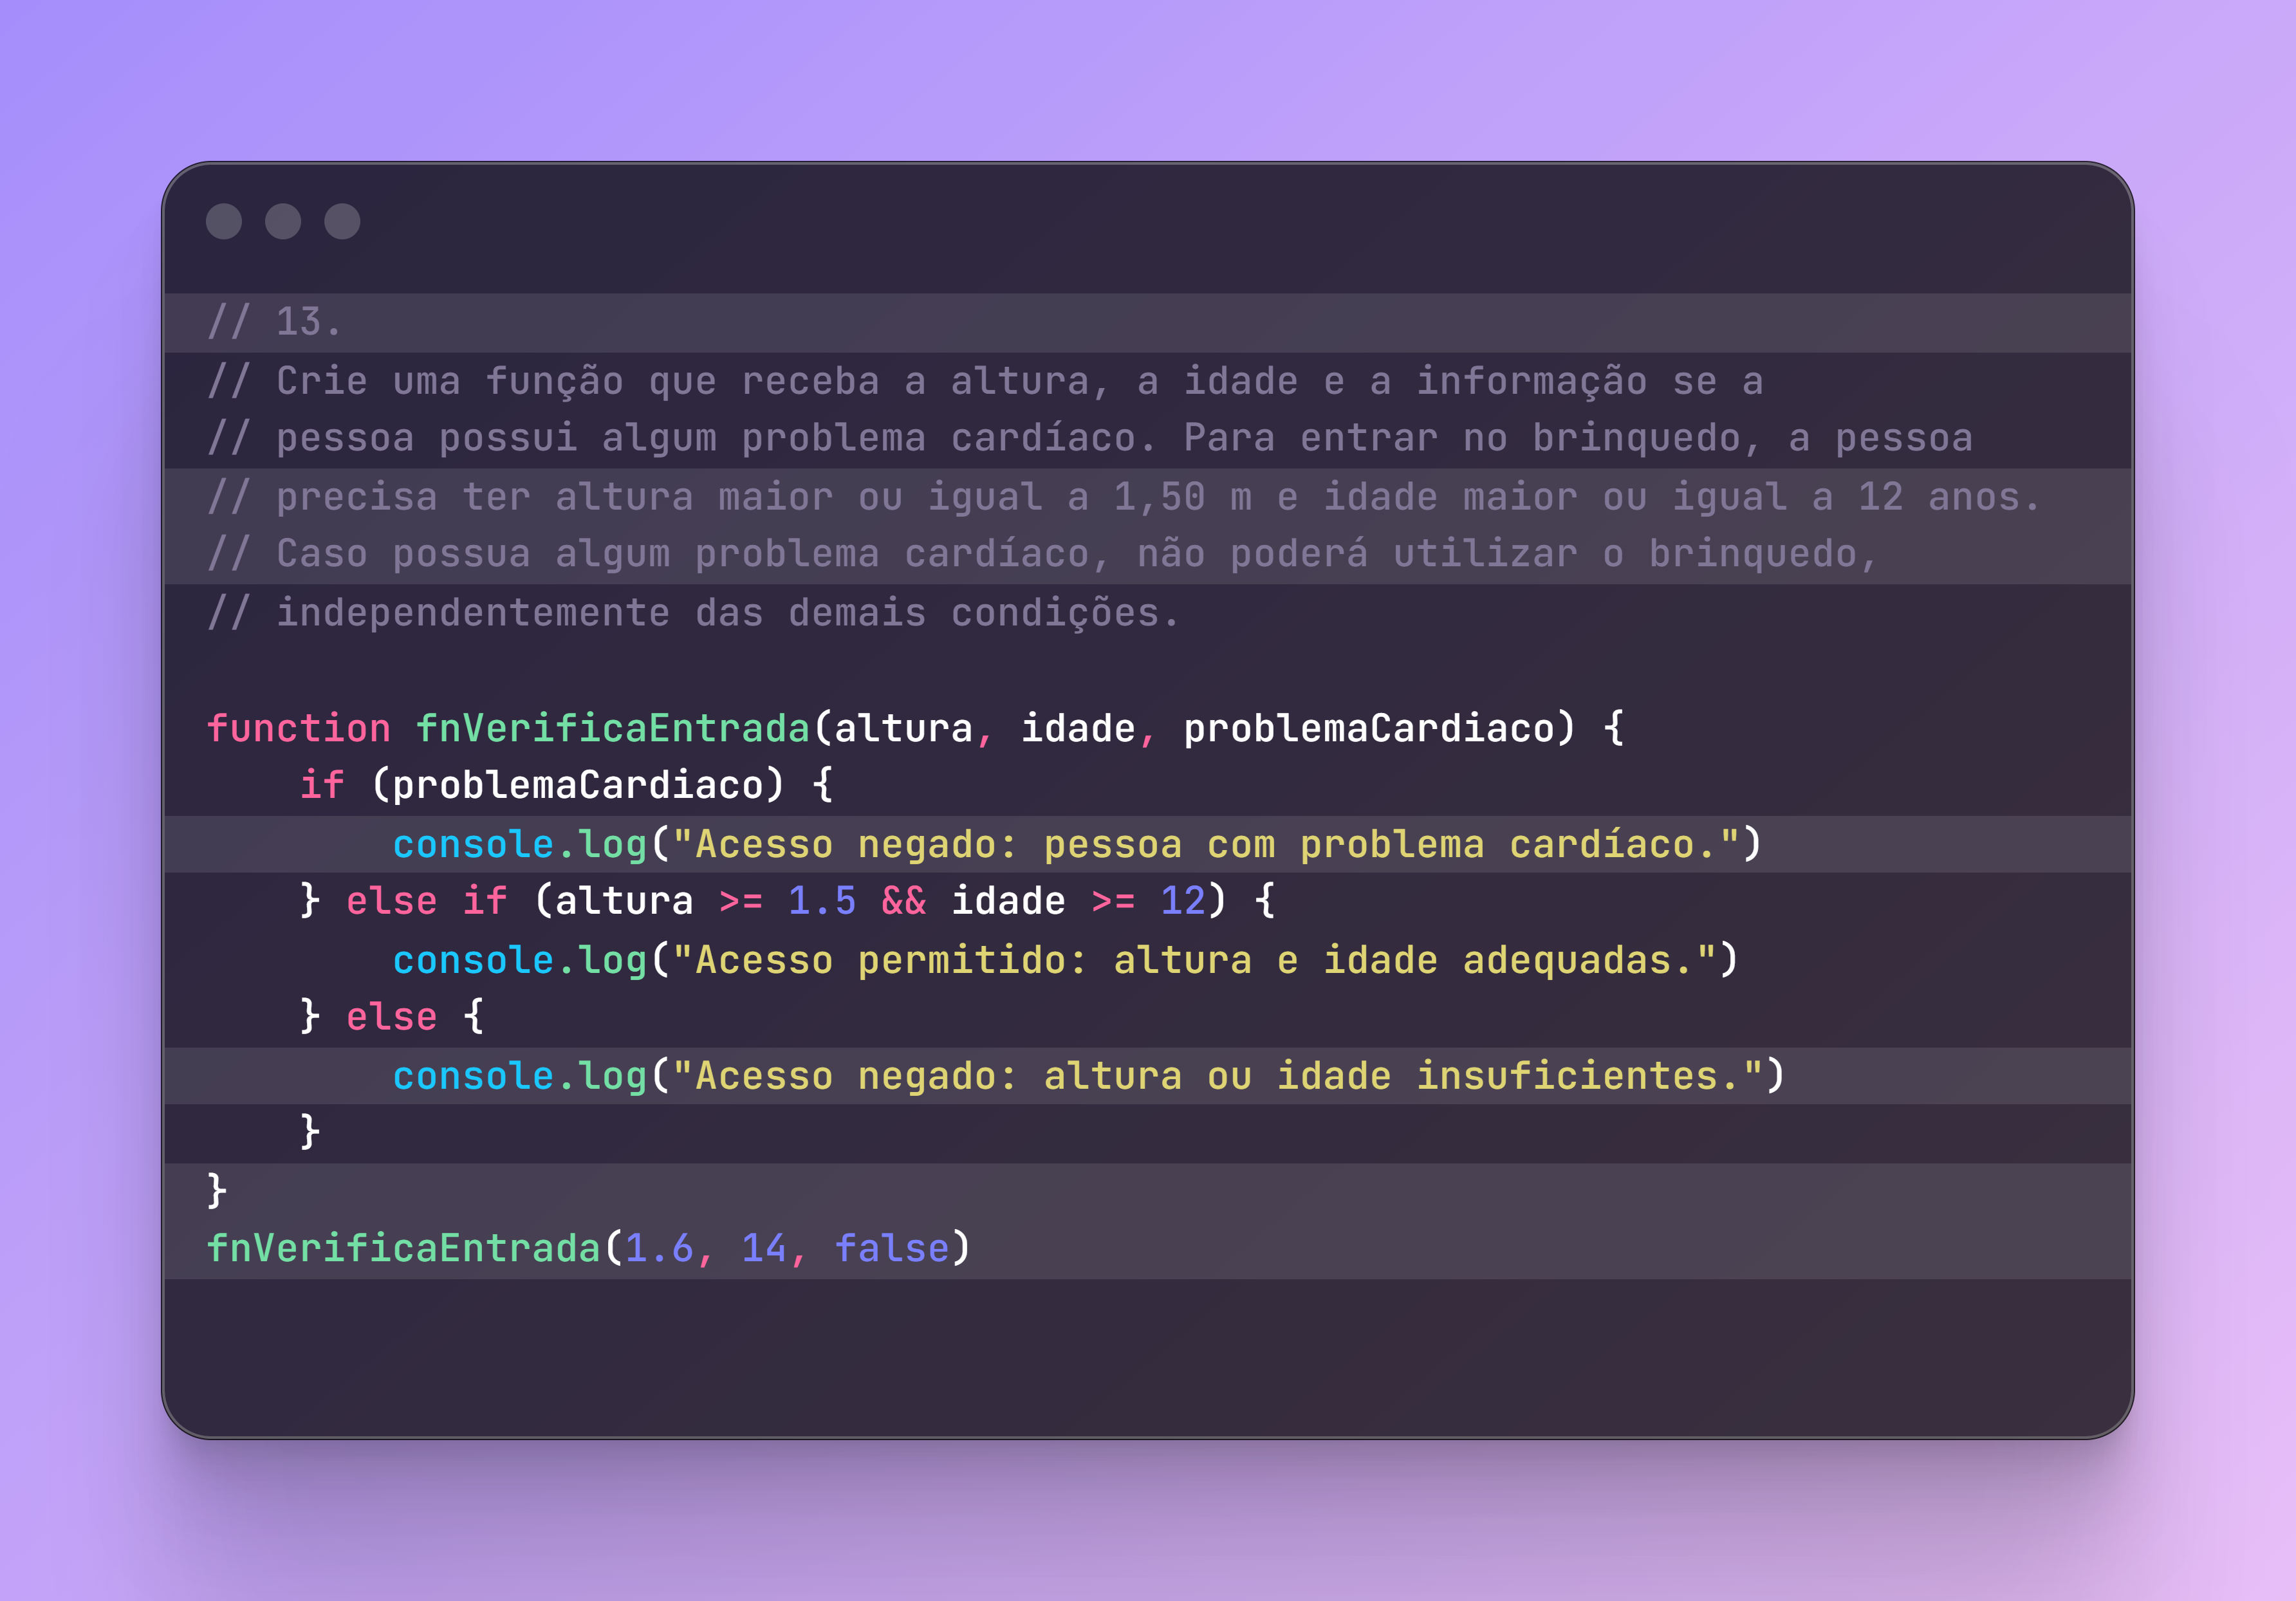 // 13.
// Crie uma função que receba a altura, a idade e a informação se a
// pessoa possui algum problema cardíaco. Para entrar no brinquedo, a pessoa
// precisa ter altura maior ou igual a 1,50 m e idade maior ou igual a 12 anos.
// Caso possua algum problema cardíaco, não poderá utilizar o brinquedo,
// independentemente das demais condições.

function fnVerificaEntrada(altura, idade, problemaCardiaco) {
    if (problemaCardiaco) {
        console.log("Acesso negado: pessoa com problema cardíaco.")
    } else if (altura >= 1.5 && idade >= 12) {
        console.log("Acesso permitido: altura e idade adequadas.")
    } else {
        console.log("Acesso negado: altura ou idade insuficientes.")
    }
}
fnVerificaEntrada(1.6, 14, false)